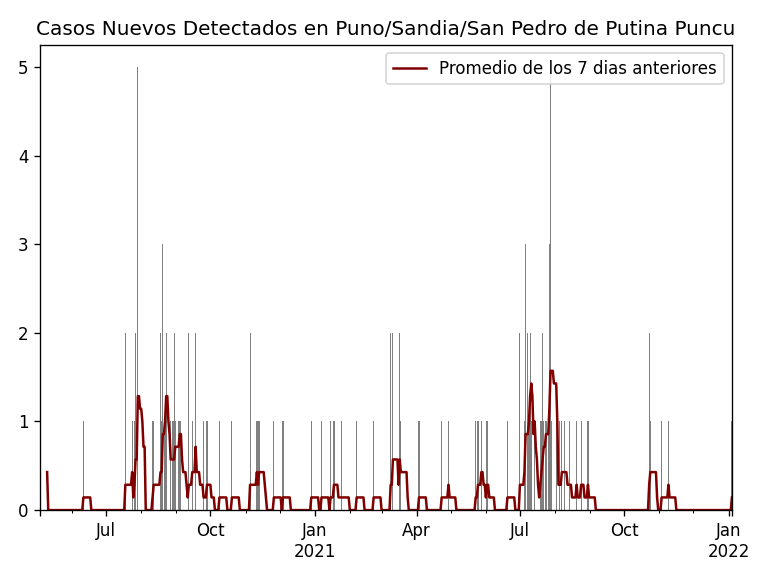 Casos Nuevos Detectados en Puno/Sandia/San Pedro de Putina Puncu
Promedio de los 7 dias anteriores
5
4
3
2
1
0
Jul Oct Jan Apr Jul Oct Jan
2021 2022